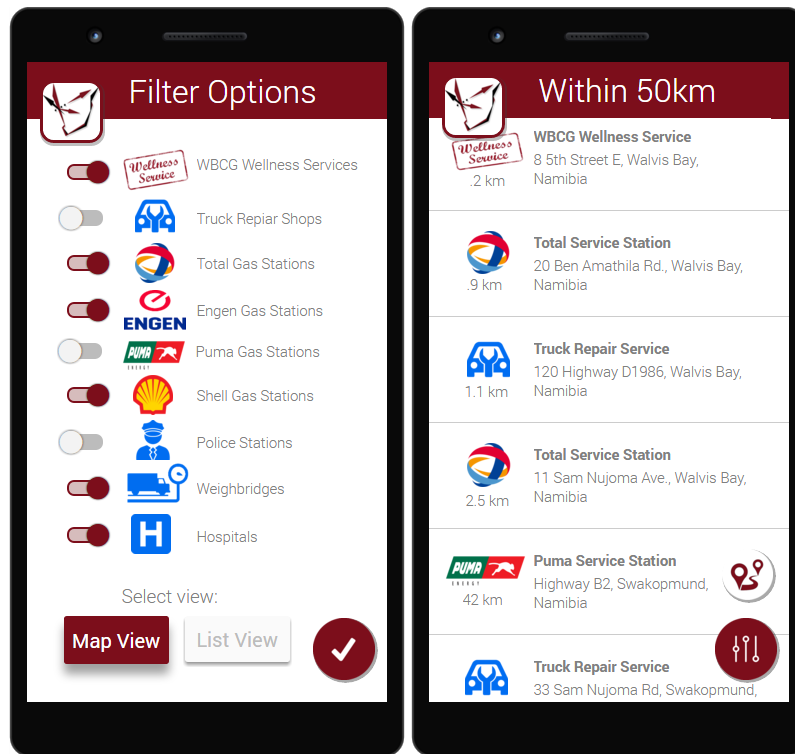 Filter Options
Wellness
Service
WBCG Wellness Services
Truck Repiar Shops
Total Gas Stations
ENGEN
Engen Gas Stations
PUMA
ENERGY
Puma Gas Stations
Shell Gas Stations
Police Stations
Weighbridges
H
Hospitals
Select view:
Map View
List View
Within 50km
Wellness
Service
.2 km
WBCG Wellness Service
8 5th Street E, Walvis Bay,
Namibia
.9 km
Total Service Station
20 Ben Amathila Rd., Walvis Bay,
Namibia
1.1 km
Truck Repair Service
120 Highway D1986, Walvis Bay,
Namibia
2.5 km
Total Service Station
11 Sam Nujoma Ave., Walvis Bay,
Namibia
PUMA
ENERGY
42 km
Puma Service Station
Highway B2, Swakopmund,
Namibia
Truck Repair Service
33 Sam Nujoma Rd, Swakopmund,